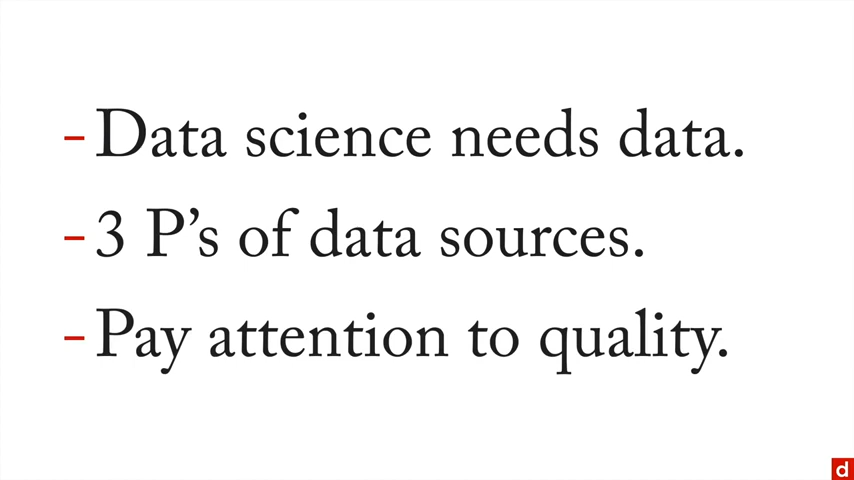 - Data science needs data.
- 3 P’s of data sources.
- Pay attention to quality.
d